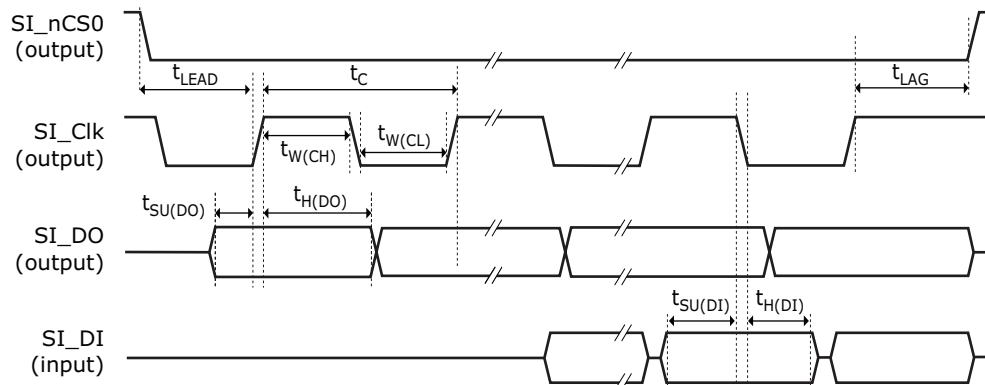 SI_nCS0
(output)
tLEAD
tC
tLAG
SI_Clk
(output)
tW(CH)
tW(CL)
tSU(DO)
tH(DO)
SI_DO
(output)
tSU(DI)
tH(DI)
SI_DI
(input)